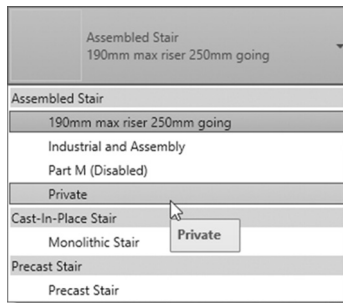 Assembled Stair
190mm max riser 250mm going
Assembled Stair
190mm max riser 250mm going
Industrial and Assembly
Part M (Disabled)
Private
Private
Cast-In-Place Stair
Monolithic Stair
Precast Stair
Precast Stair